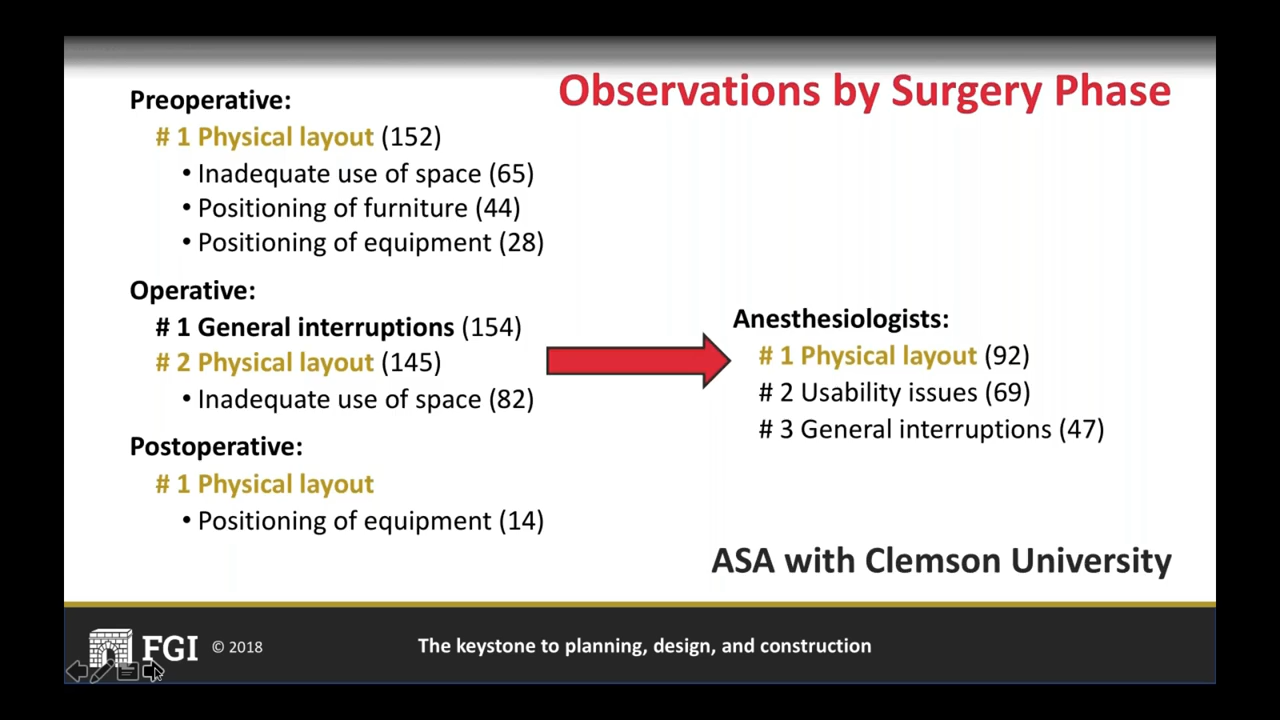 Observations by Surgery Phase
Preoperative:
# 1 Physical layout (152)
• Inadequate use of space (65)
• Positioning of furniture (44)
• Positioning of equipment (28)
Operative:
# 1 General interruptions (154)
# 2 Physical layout (145)
• Inadequate use of space (82)
Postoperative:
# 1 Physical layout
• Positioning of equipment (14)
Anesthesiologists:
# 1 Physical layout (92)
# 2 Usability issues (69)
# 3 General interruptions (47)
ASA with Clemson University
FGI © 2018
The keystone to planning, design, and construction